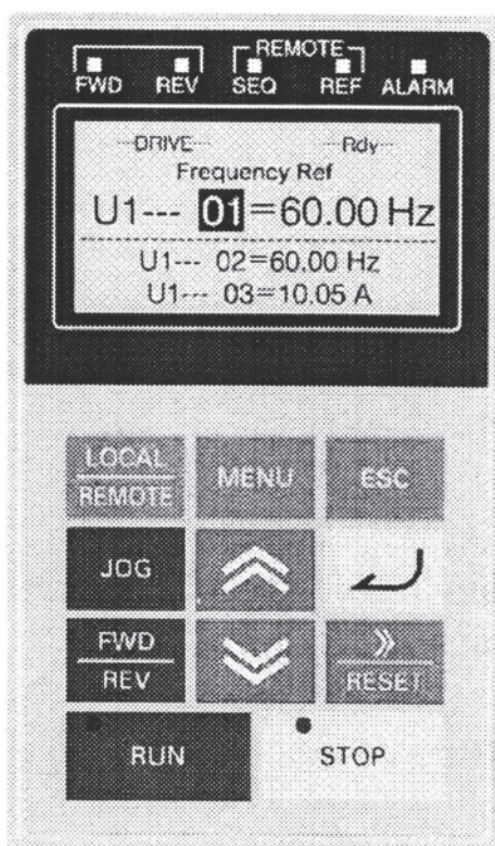 REMOTE
FWD REV SEQ REF ALARM
---DRIVE--- ---Rdy---
Frequency Ref
U1--- 01=60.00 Hz
U1--- 02=60.00 Hz
U1--- 03=10.05 A
LOCAL
REMOTE
MENU
ESC
JOG
FWD
REV
RESET
RUN
STOP